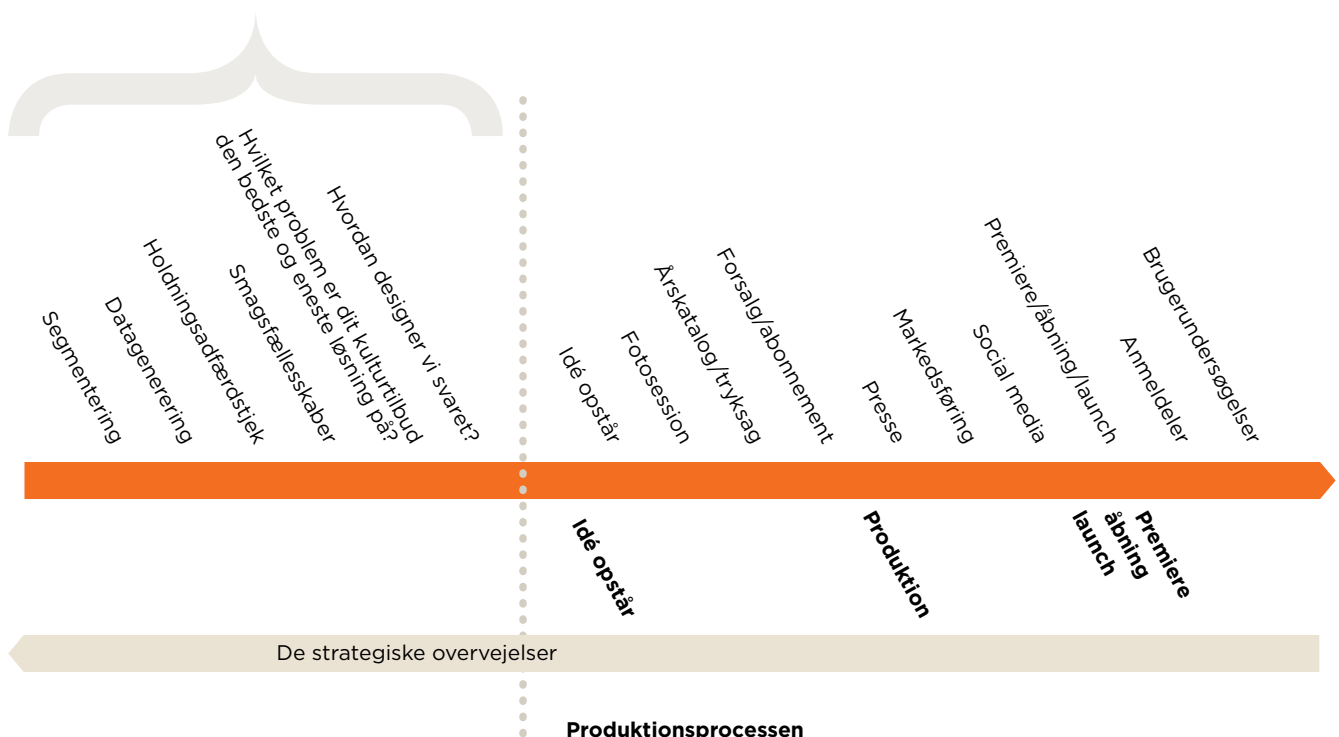 Segmentering
Datagenerering
Holdningsadfærdstjek
Smagsfællesskaber
Hvilket problem er dit kulturtilbud
den bedste og eneste løsning på?
Hvordan designer vi svaret?
Idé opstår
Fotosession
Årskatalog/tryksag
Forsalg/abonnement
Presse
Markedsføring
Social media
Premiere/åbning/launch
Anmeldelser
Brugerundersøgelser
Idé opstår
Produktion
Premiere
åbning
launch
De strategiske overvejelser
Produktionsprocessen